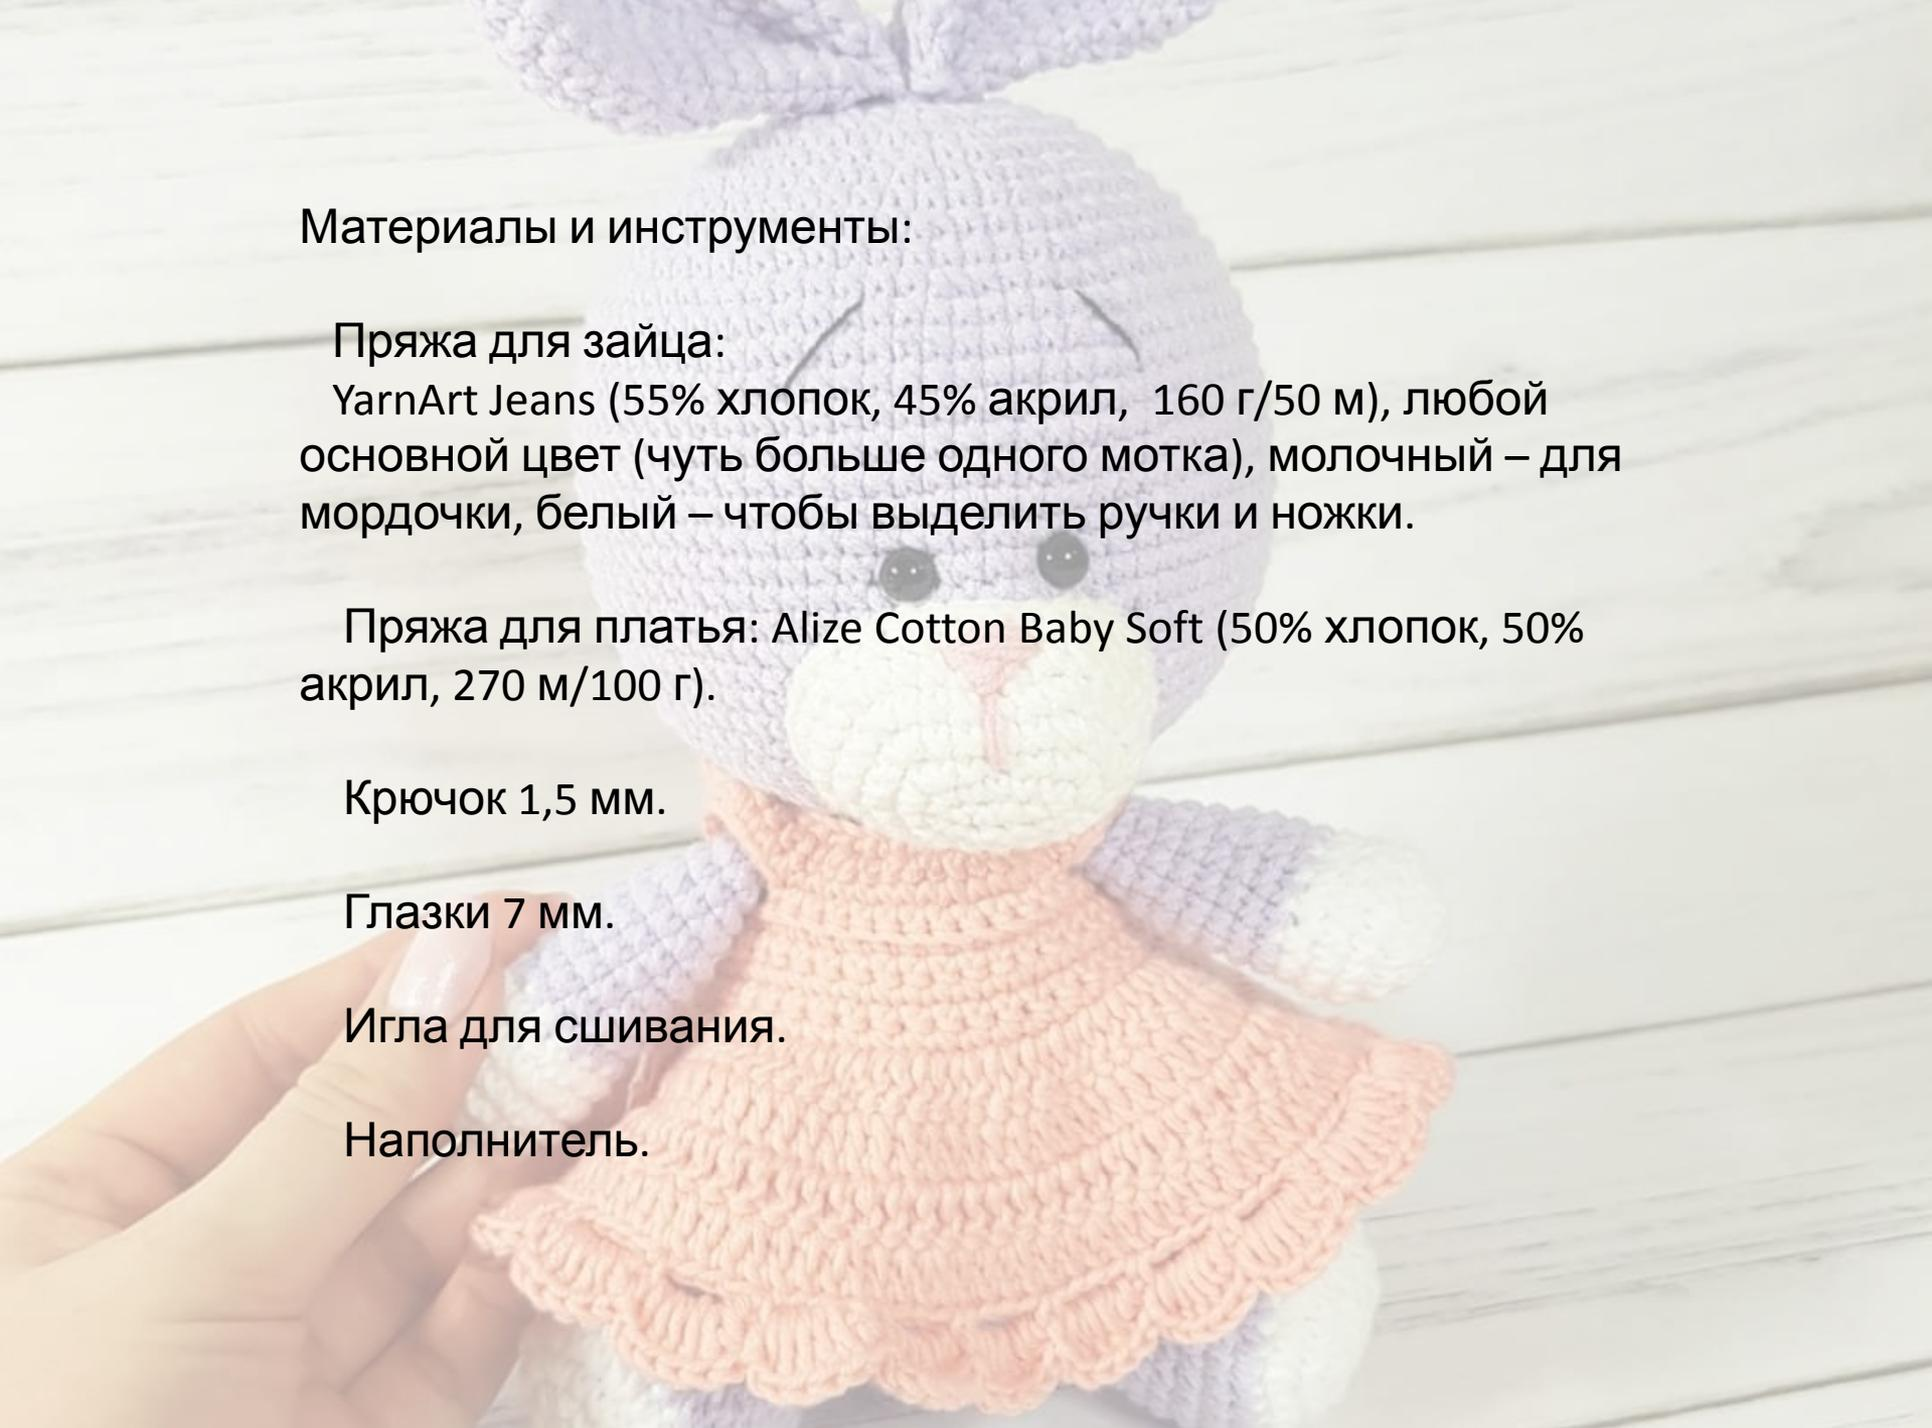 Материалы и инструменты:
Пряжа для зайца:
YarnArt Jeans (55% хлопок, 45% акрил, 160 г/50 м), любой
основной цвет (чуть больше одного мотка), молочный – для
мордочки, белый – чтобы выделить ручки и ножки.
Пряжа для платья: Alize Cotton Baby Soft (50% хлопок, 50%
акрил, 270 м/100 г).
Крючок 1,5 мм.
Глазки 7 мм.
Игла для сшивания.
Наполнитель.